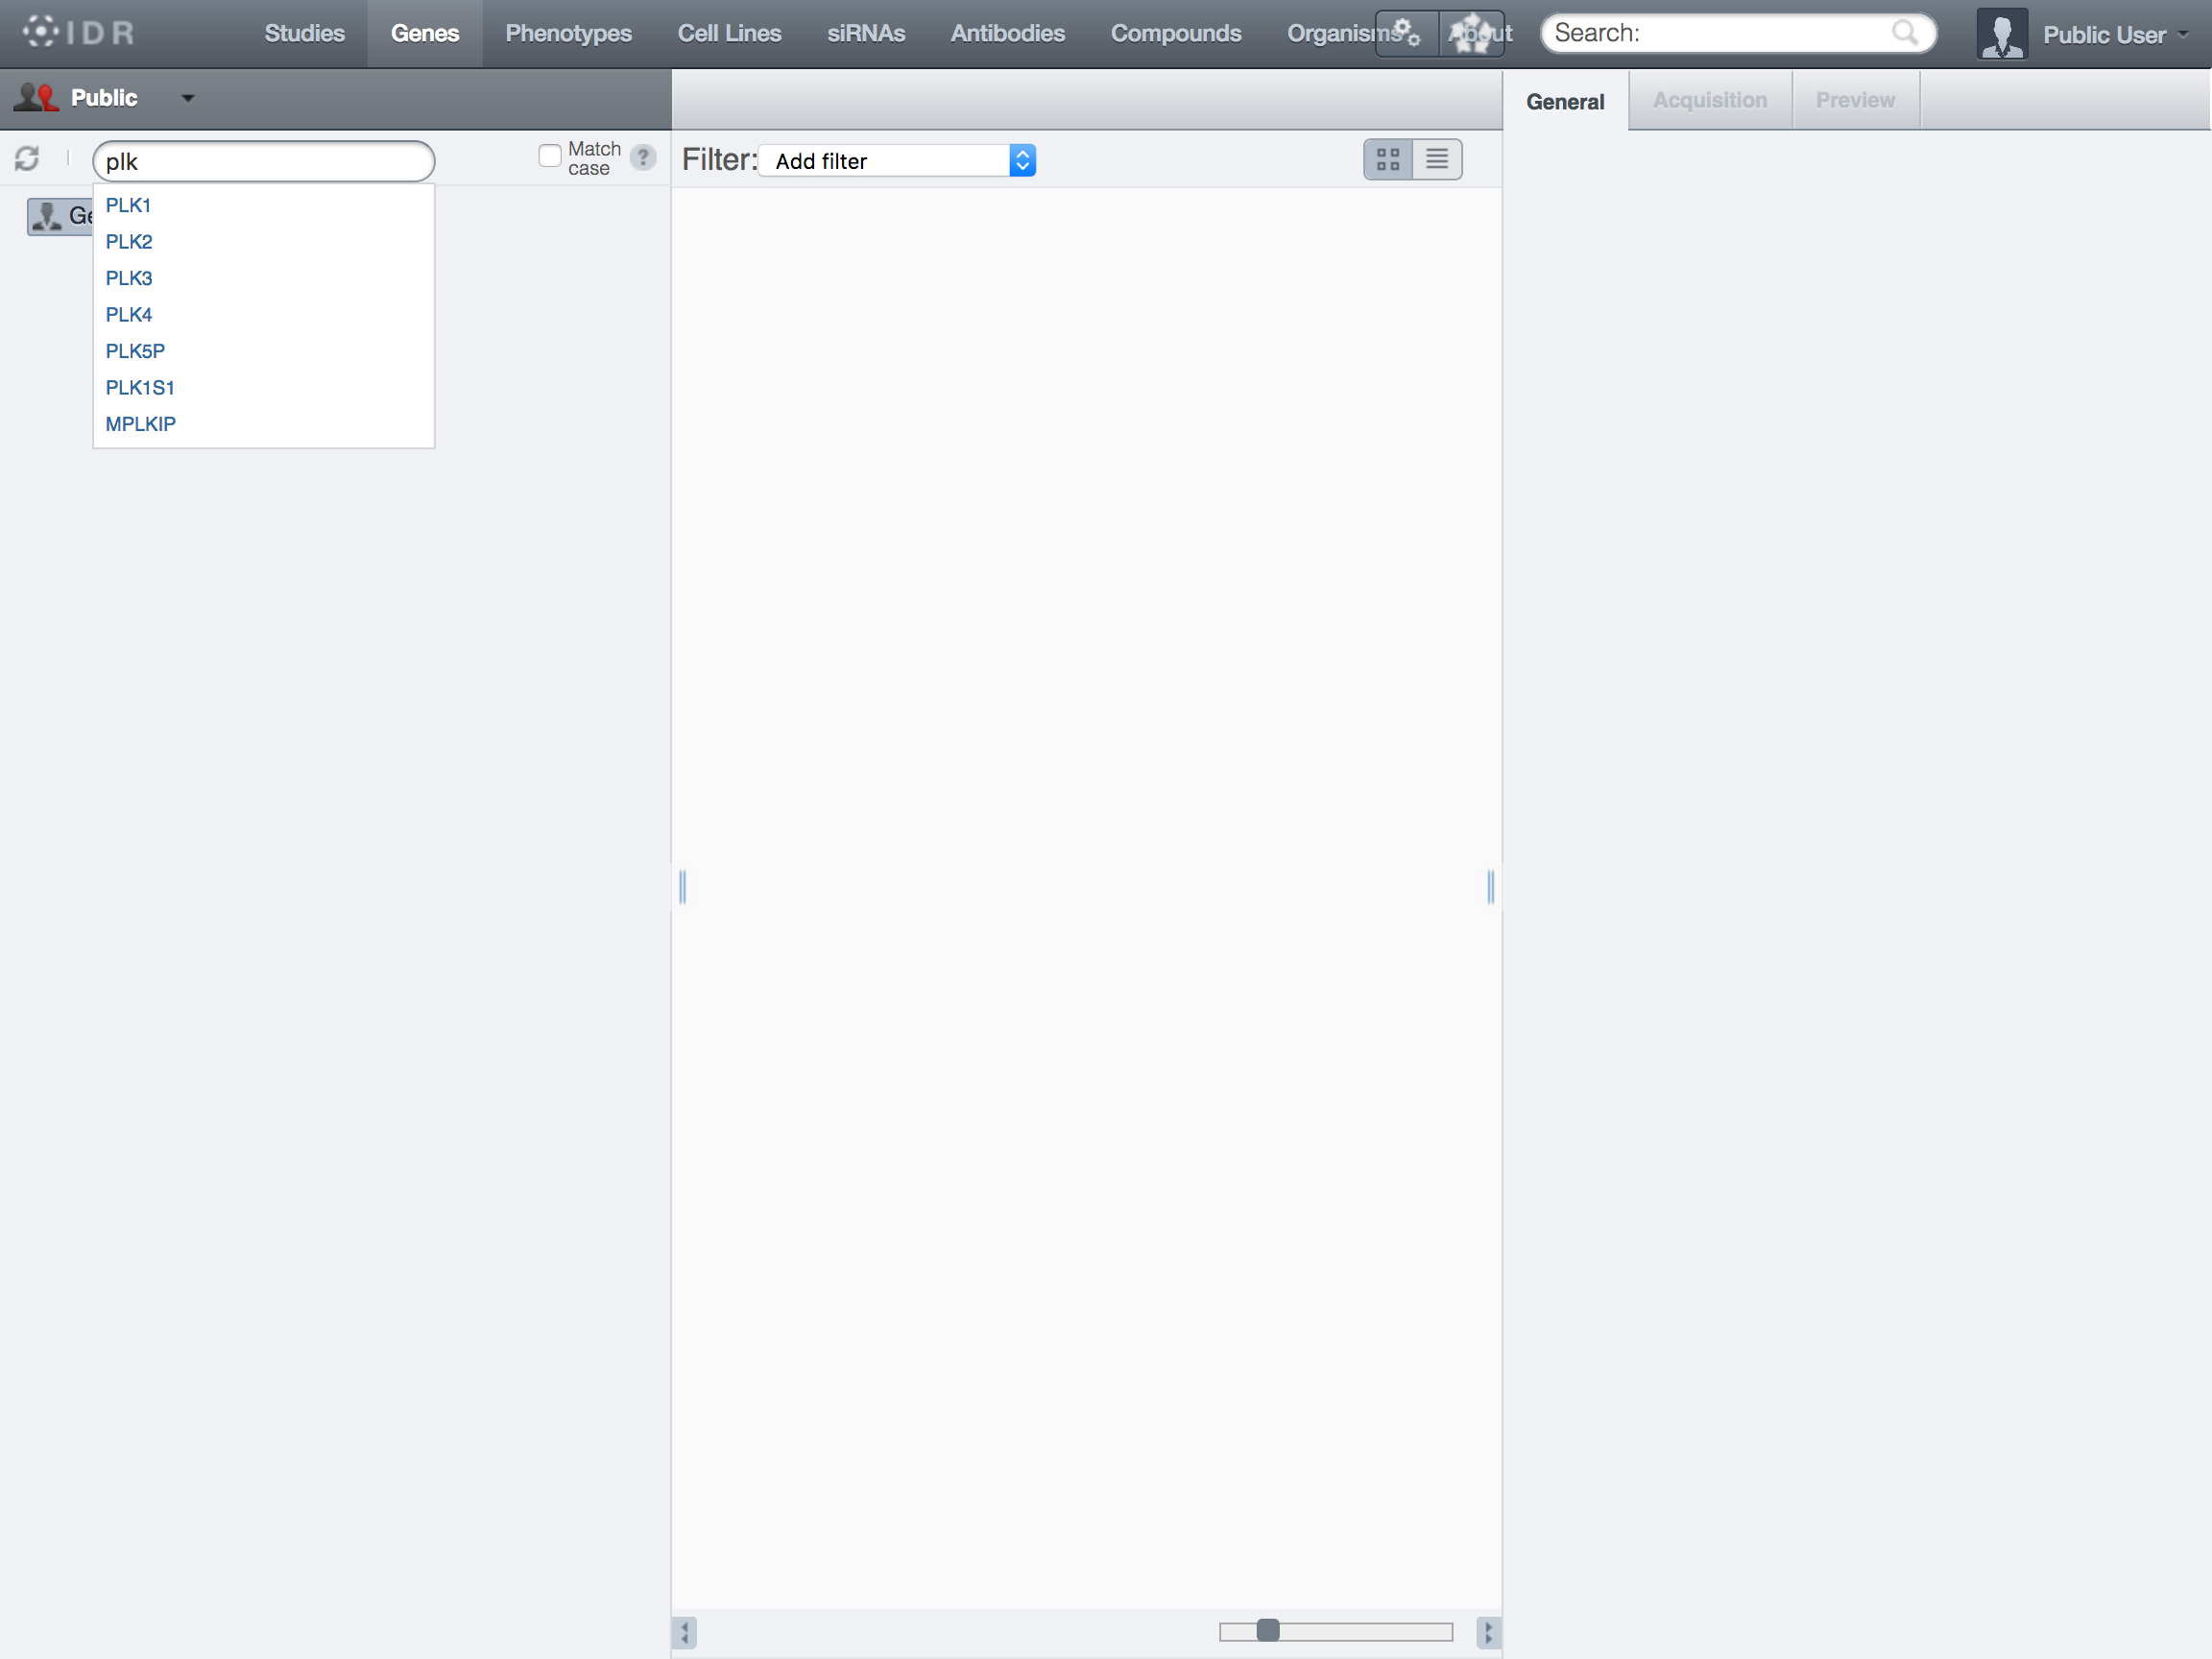 IDR Studies Genes Phenotypes Cell Lines siRNAs Antibodies Compounds Organisms About Search: Public User
Public General Acquisition Preview
plk Match case ? Filter: Add filter
Ge
PLK1
PLK2
PLK3
PLK4
PLK5P
PLK1S1
MPLKIP